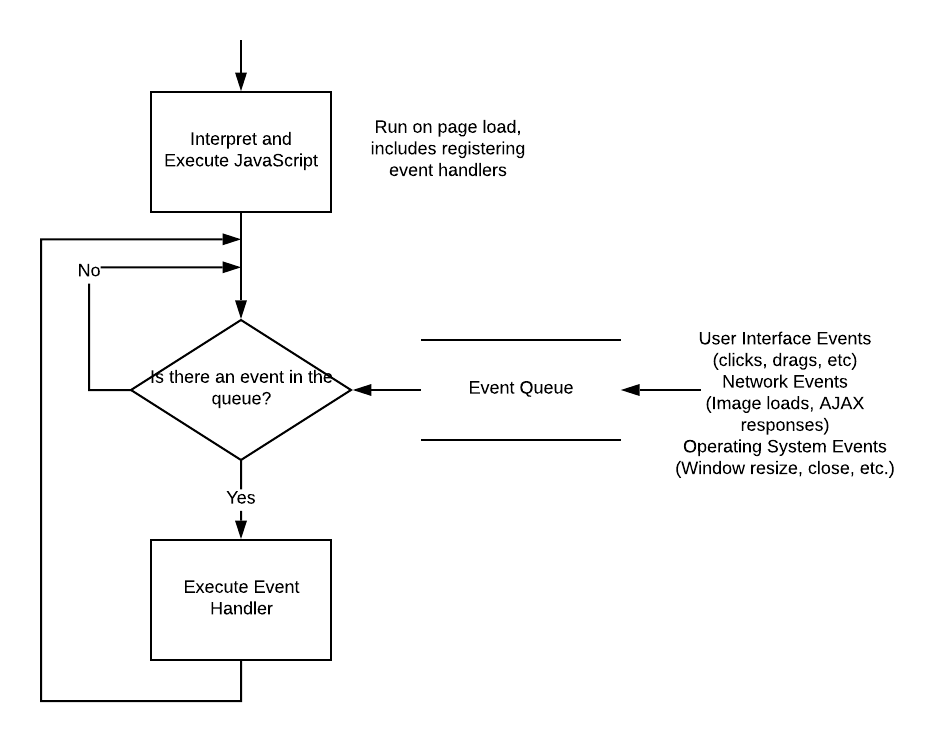 Interpret and
Execute JavaScript
Run on page load,
includes registering
event handlers
No
Is there an event in the
queue?
Event Queue
User Interface Events
(clicks, drags, etc)
Network Events
(Image loads, AJAX
responses)
Operating System Events
(Window resize, close, etc.)
Yes
Execute Event
Handler